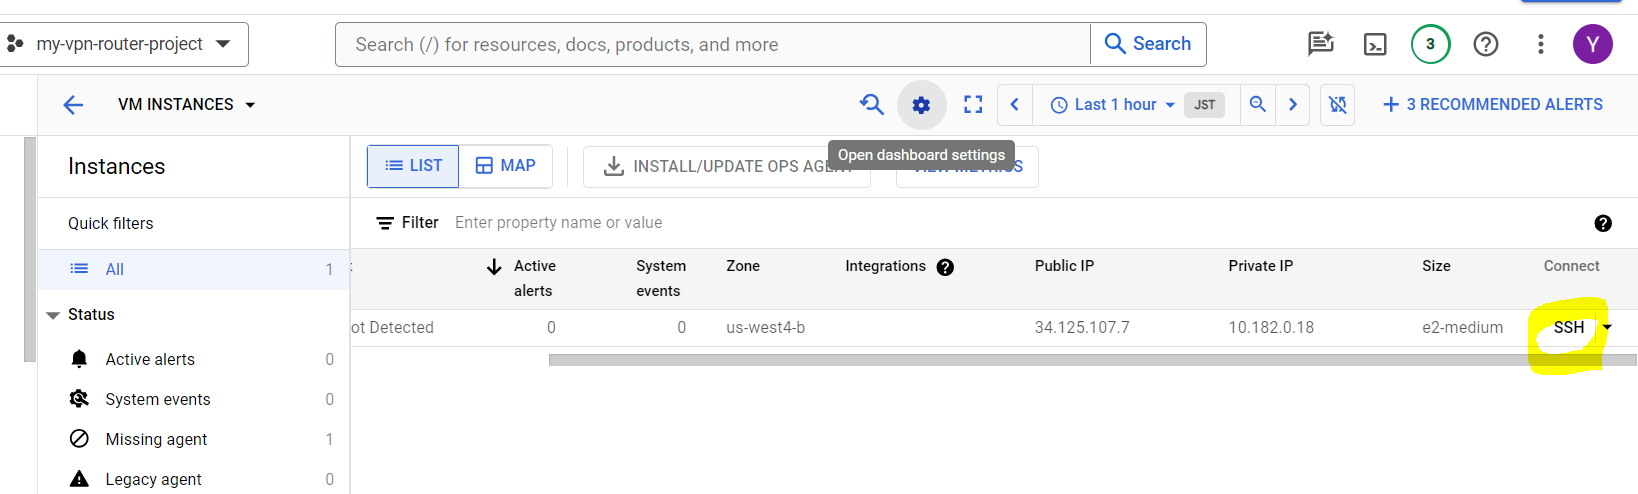 my-vpn-router-project
Search (/) for resources, docs, products, and more
Search
3
Y
VM INSTANCES
Last 1 hour
JST
3 RECOMMENDED ALERTS
Open dashboard settings
Instances
LIST
MAP
INSTALL/UPDATE OPS AGENT
VIEW METRICS
Quick filters
Filter
Enter property name or value
All 1
Active alerts
System events
Zone
Integrations
Public IP
Private IP
Size
Connect
Status
ot Detected
0
0
us-west4-b
34.125.107.7
10.182.0.18
e2-medium
SSH
Active alerts 0
System events 0
Missing agent 1
Legacy agent 0